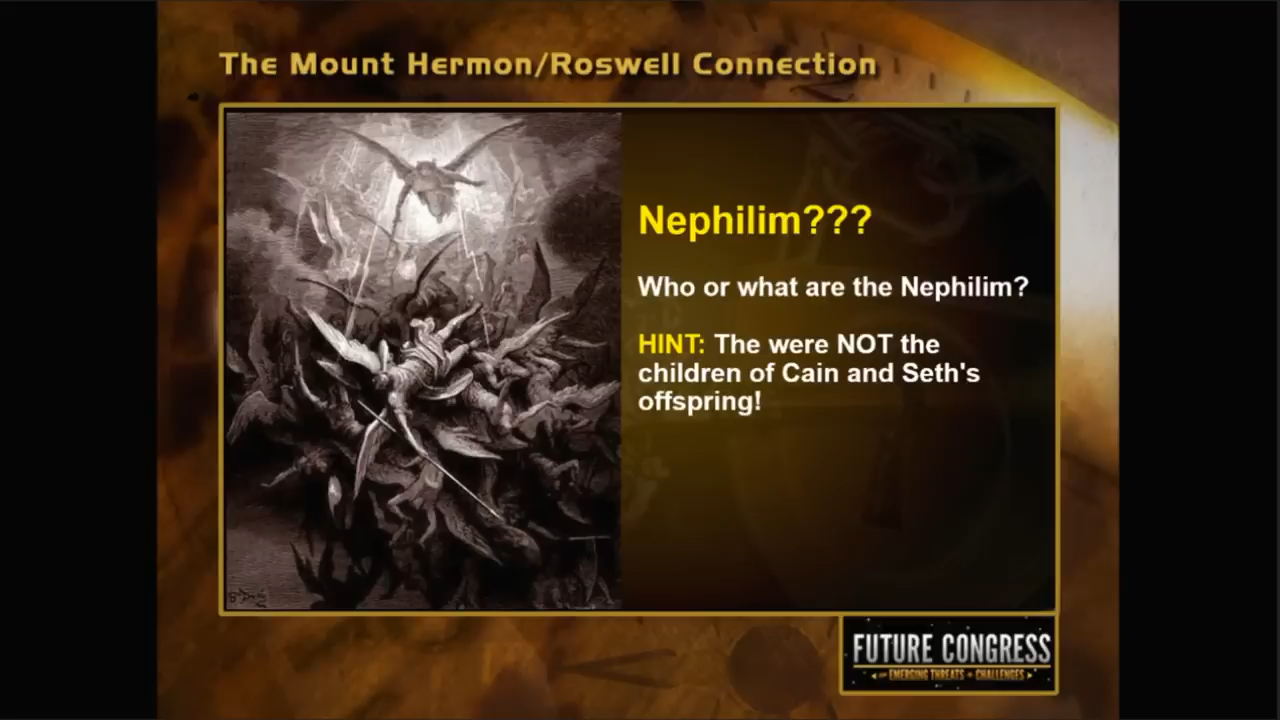 The Mount Hermon/Roswell Connection
Nephilim???
Who or what are the Nephilim?
HINT: The were NOT the
children of Cain and Seth's
offspring!
FUTURE CONGRESS
EMERGING THREATS CHALLENGES